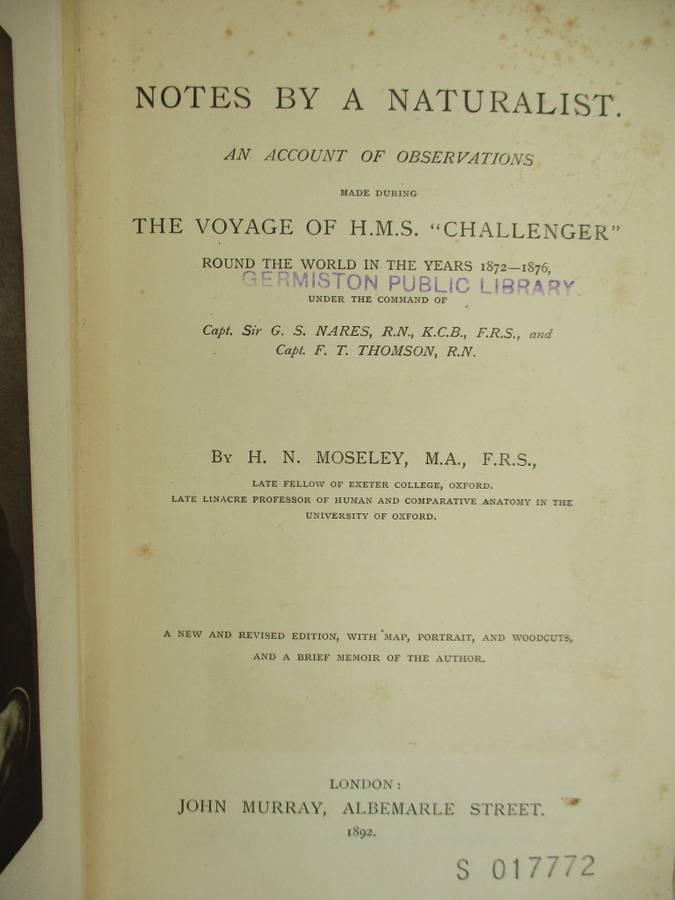 NOTES BY A NATURALIST.
AN ACCOUNT OF OBSERVATIONS
MADE DURING
THE VOYAGE OF H.M.S. "CHALLENGER"
ROUND THE WORLD IN THE YEARS 1872—1876,
GERMISTON PUBLIC LIBRARY.
UNDER THE COMMAND OF
Capt. Sir G. S. NARES, R.N., K.C.B., F.R.S., and
Capt. F. T. THOMSON, R.N.
By H. N. MOSELEY, M.A., F.R.S.,
LATE FELLOW OF EXETER COLLEGE, OXFORD.
LATE LINACRE PROFESSOR OF HUMAN AND COMPARATIVE ANATOMY IN THE
UNIVERSITY OF OXFORD.
A NEW AND REVISED EDITION, WITH MAP, PORTRAIT, AND WOODCUTS,
AND A BRIEF MEMOIR OF THE AUTHOR.
LONDON:
JOHN MURRAY, ALBEMARLE STREET.
1892.
S 017772